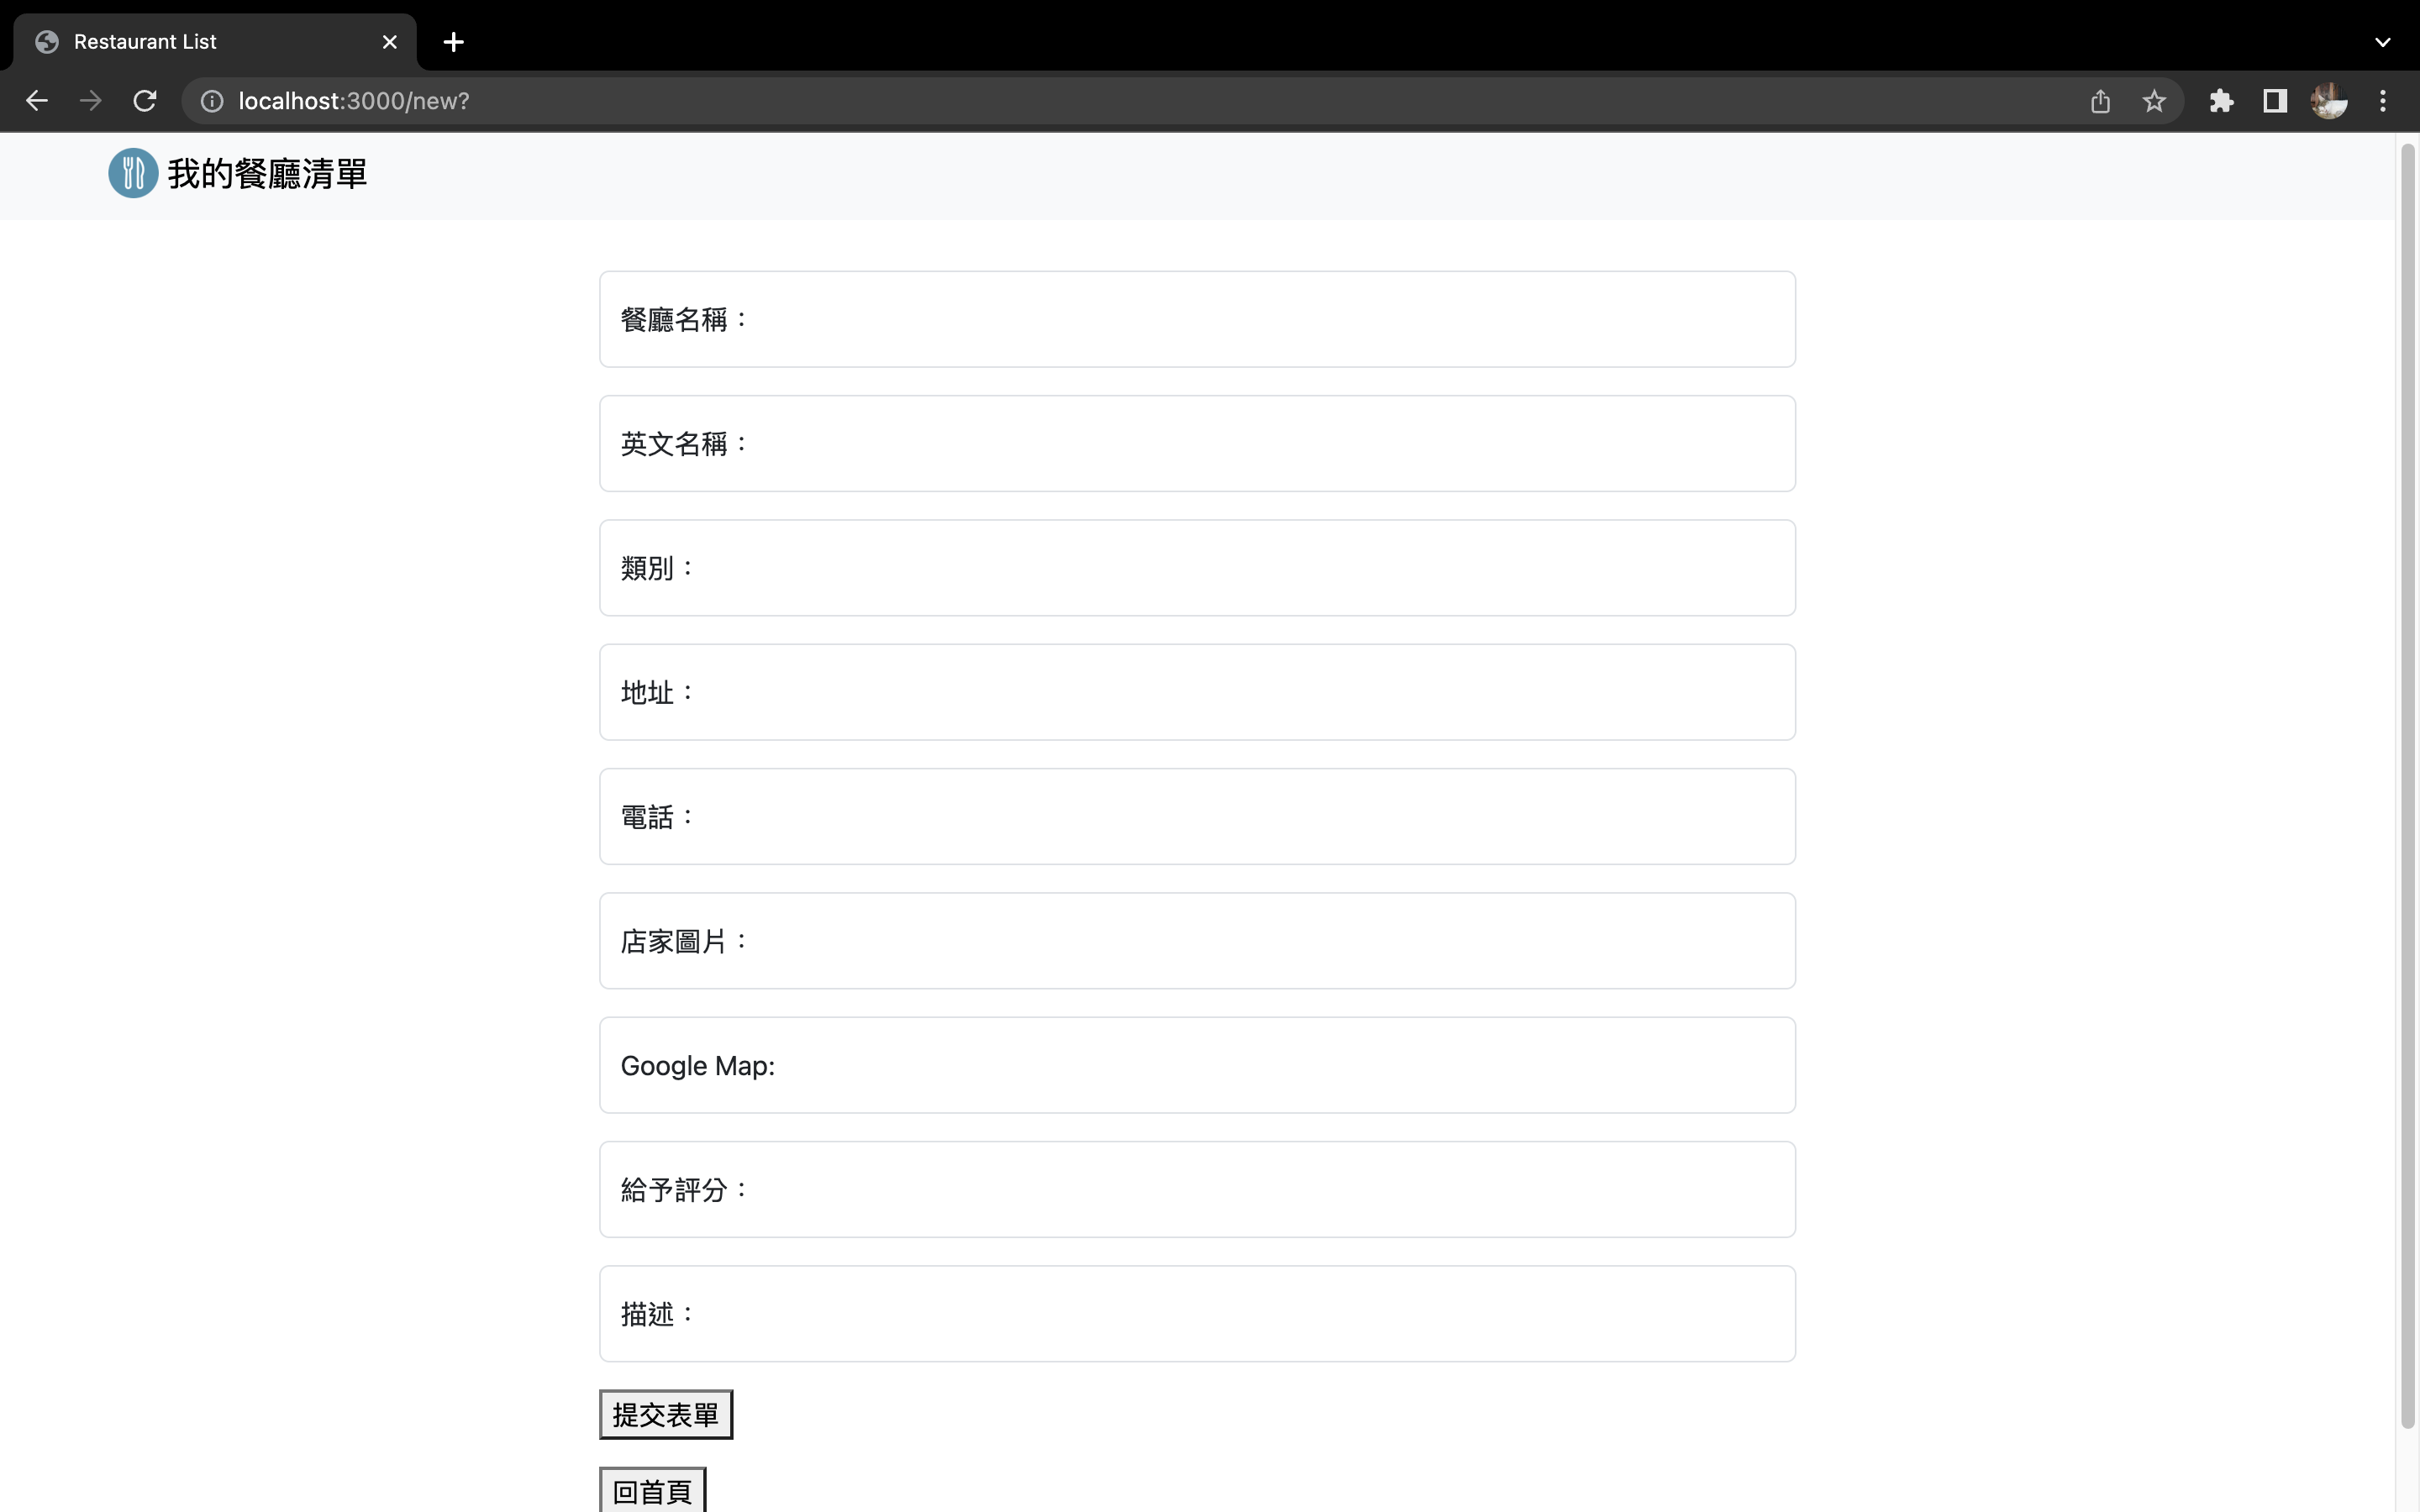 Restaurant List
localhost:3000/new?
我的餐廳清單
餐廳名稱：
英文名稱：
類別：
地址：
電話：
店家圖片：
Google Map:
給予評分：
描述：
提交表單
回首頁